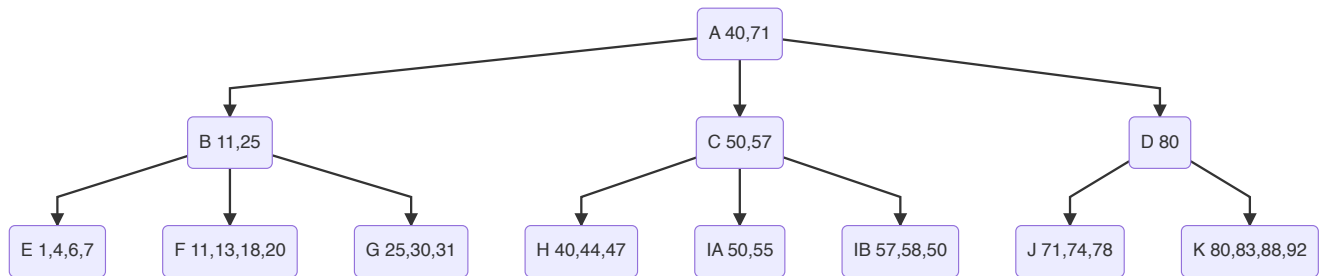 A 40,71
B 11,25
C 50,57
D 80
E 1,4,6,7
F 11,13,18,20
G 25,30,31
H 40,44,47
IA 50,55
IB 57,58,50
J 71,74,78
K 80,83,88,92